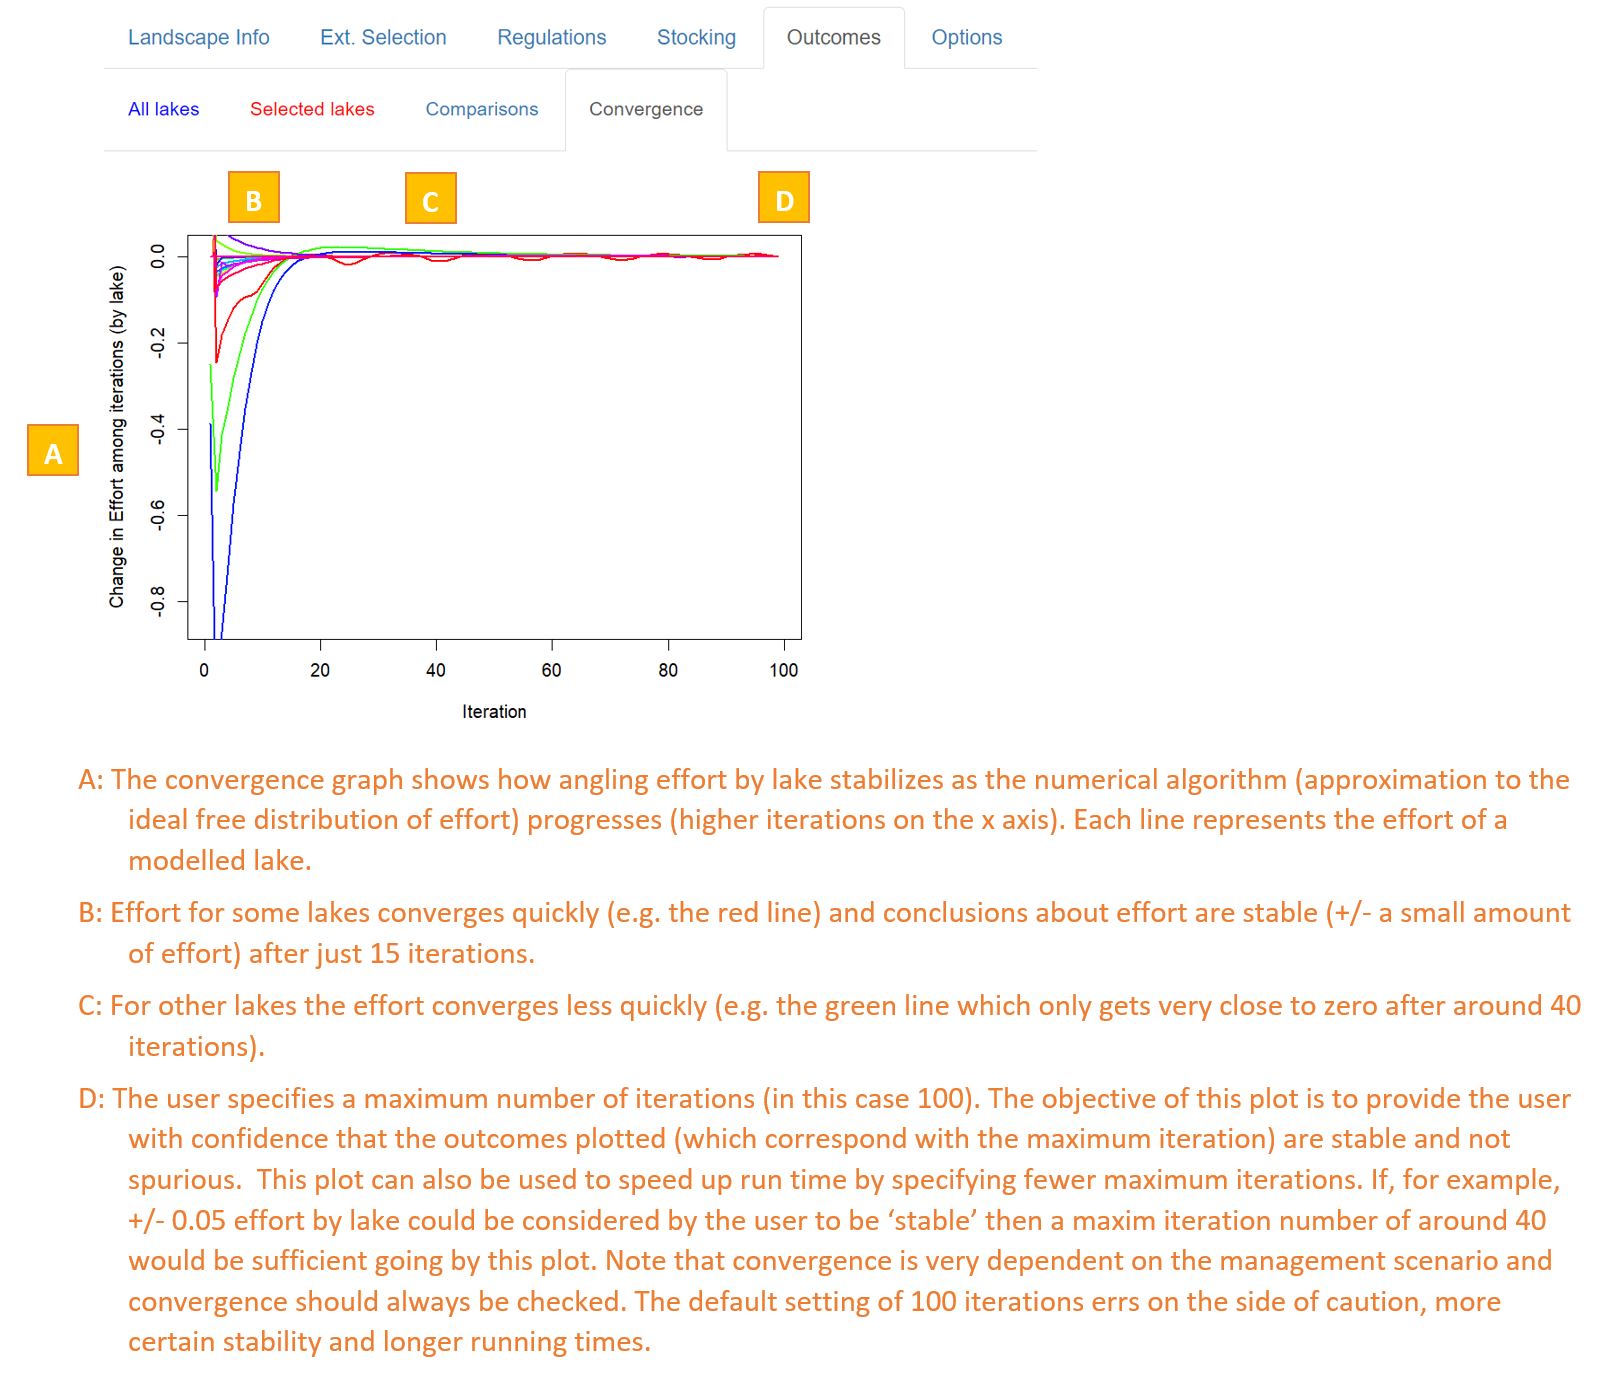 Landscape Info Ext. Selection Regulations Stocking Outcomes Options
All lakes Selected lakes Comparisons Convergence
B C D
A
Change in Effort among iterations (by lake)
0.0
-0.2
-0.4
-0.6
-0.8
0 20 40 60 80 100
Iteration
A: The convergence graph shows how angling effort by lake stabilizes as the numerical algorithm (approximation to the
ideal free distribution of effort) progresses (higher iterations on the x axis). Each line represents the effort of a
modelled lake.
B: Effort for some lakes converges quickly (e.g. the red line) and conclusions about effort are stable (+/- a small amount
of effort) after just 15 iterations.
C: For other lakes the effort converges less quickly (e.g. the green line which only gets very close to zero after around 40
iterations).
D: The user specifies a maximum number of iterations (in this case 100). The objective of this plot is to provide the user
with confidence that the outcomes plotted (which correspond with the maximum iteration) are stable and not
spurious.  This plot can also be used to speed up run time by specifying fewer maximum iterations. If, for example,
+/- 0.05 effort by lake could be considered by the user to be ‘stable’ then a maxim iteration number of around 40
would be sufficient going by this plot. Note that convergence is very dependent on the management scenario and
convergence should always be checked. The default setting of 100 iterations errs on the side of caution, more
certain stability and longer running times.